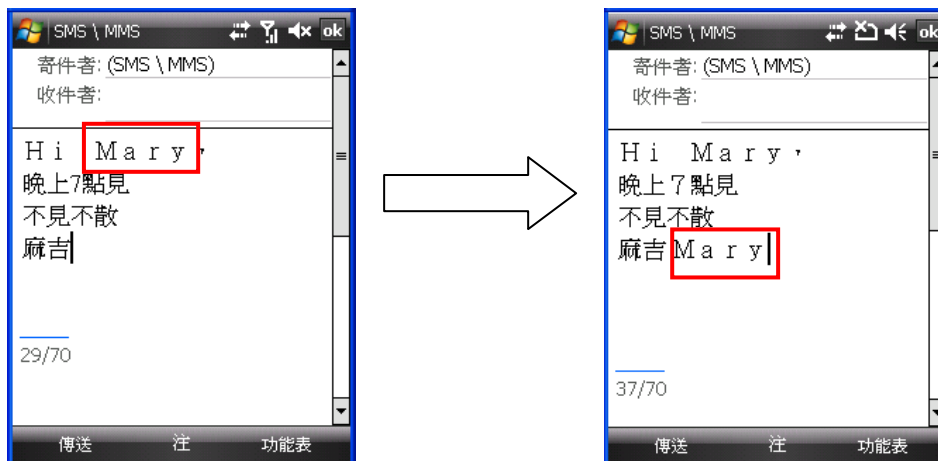 SMS \ MMS
ok
寄件者: (SMS \ MMS)
收件者:
Ｈｉ　Ｍａｒｙ，
晚上7點見
不見不散
麻吉
29/70
傳送 注 功能表
SMS \ MMS
ok
寄件者: (SMS \ MMS)
收件者:
Ｈｉ　Ｍａｒｙ，
晚上７點見
不見不散
麻吉Ｍａｒｙ
37/70
傳送 注 功能表